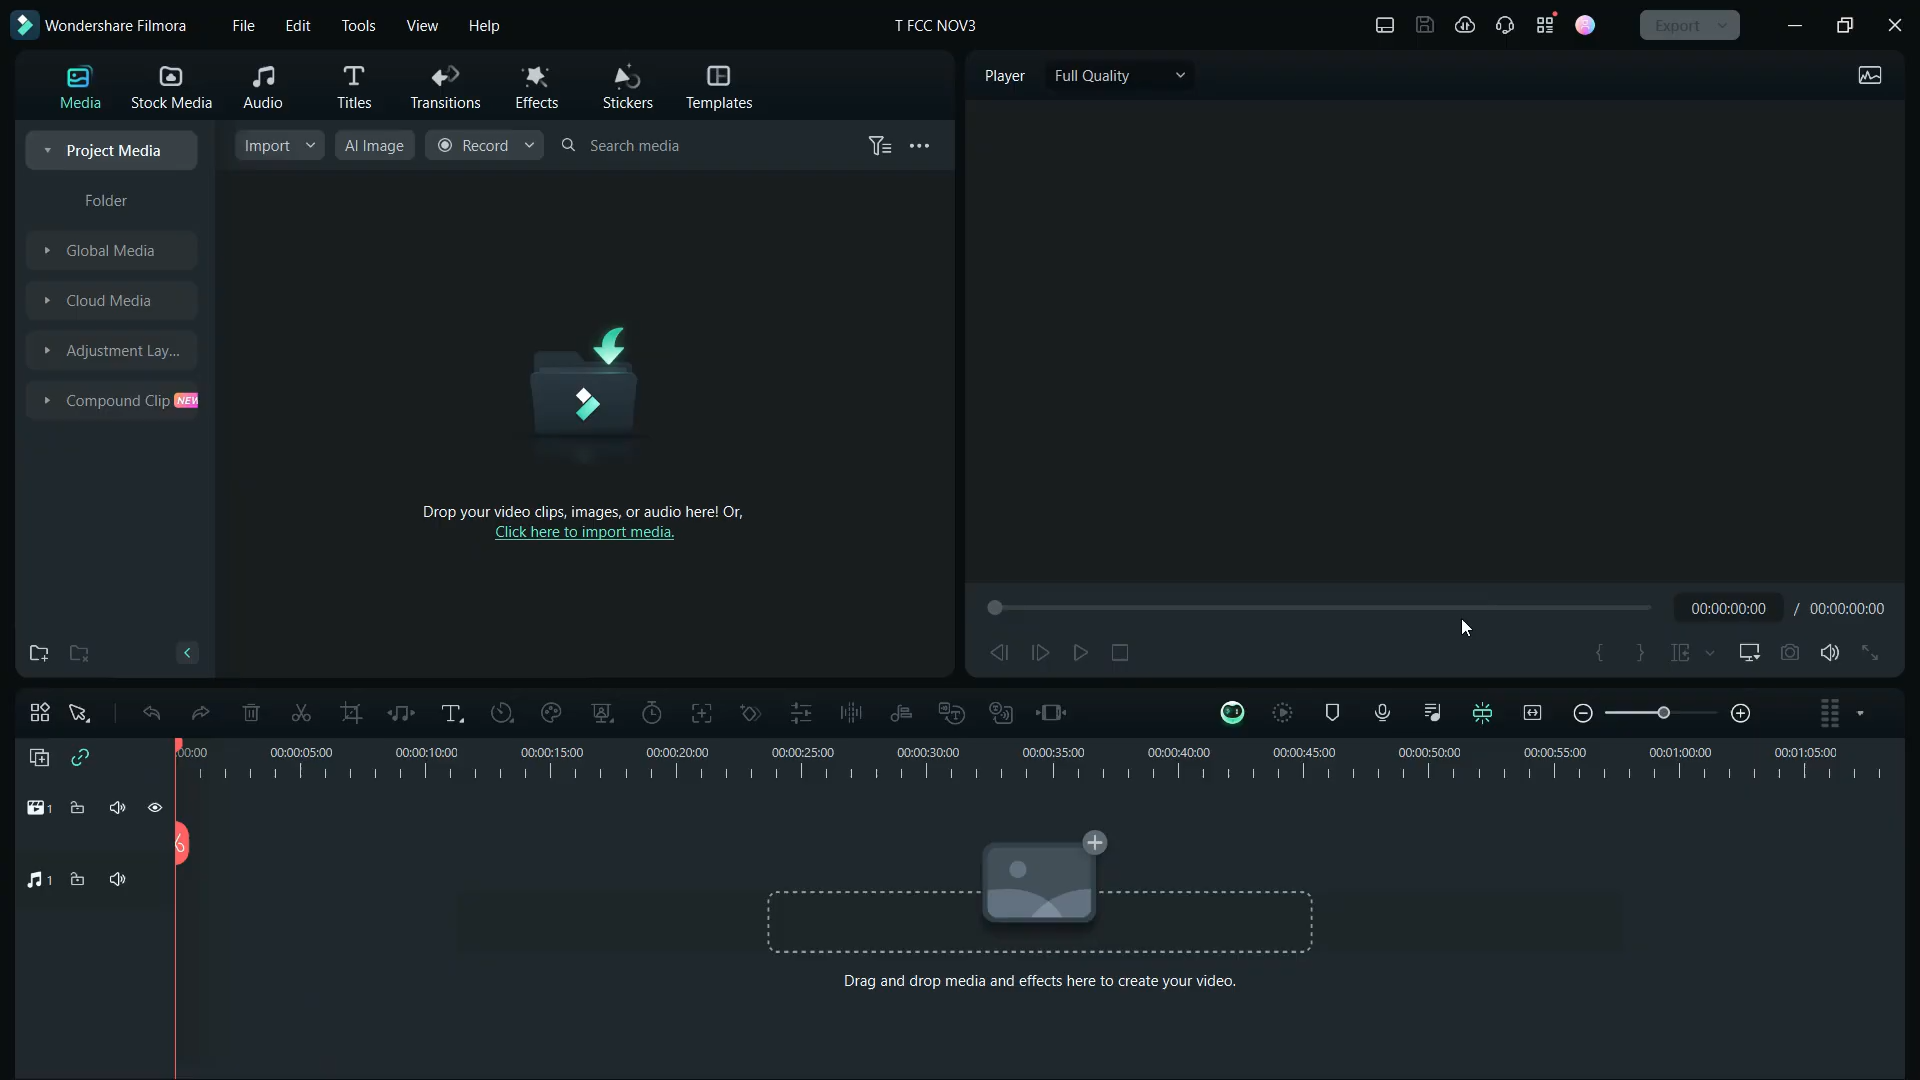 Wondershare Filmora File Edit Tools View Help T FCC NOV3 Export
Media Stock Media Audio Titles Transitions Effects Stickers Templates
Player Full Quality
Project Media
Import AI Image Record Search media
Folder
Global Media
Cloud Media
Adjustment Lay...
Compound Clip NEW
Drop your video clips, images, or audio here! Or,
Click here to import media.
00:00:00:00 / 00:00:00:00
00:00 00:00:05:00 00:00:10:00 00:00:15:00 00:00:20:00 00:00:25:00 00:00:30:00 00:00:35:00 00:00:40:00 00:00:45:00 00:00:50:00 00:00:55:00 00:01:00:00 00:01:05:00
1
1
Drag and drop media and effects here to create your video.